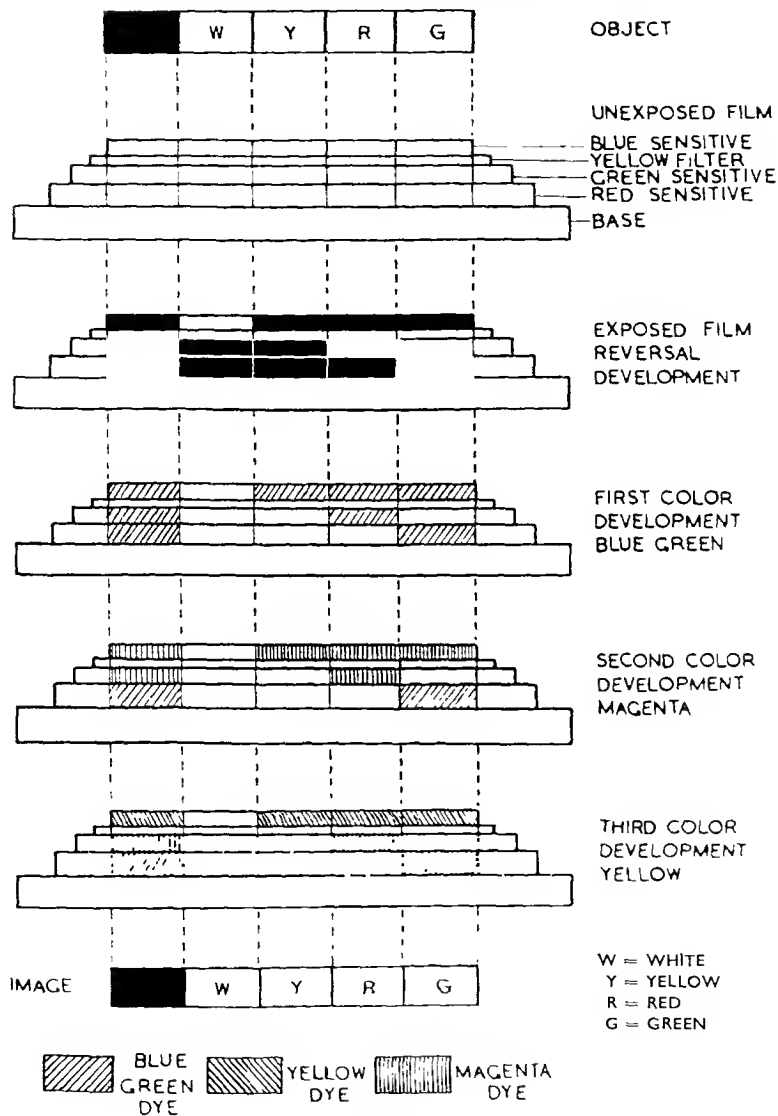 W Y R G
OBJECT
UNEXPOSED FILM
BLUE SENSITIVE
YELLOW FILTER
GREEN SENSITIVE
RED SENSITIVE
BASE
EXPOSED FILM
REVERSAL
DEVELOPMENT
FIRST COLOR
DEVELOPMENT
BLUE GREEN
SECOND COLOR
DEVELOPMENT
MAGENTA
THIRD COLOR
DEVELOPMENT
YELLOW
IMAGE
W Y R G
W = WHITE
Y = YELLOW
R = RED
G = GREEN
BLUE
GREEN
DYE
YELLOW
DYE
MAGENTA
DYE